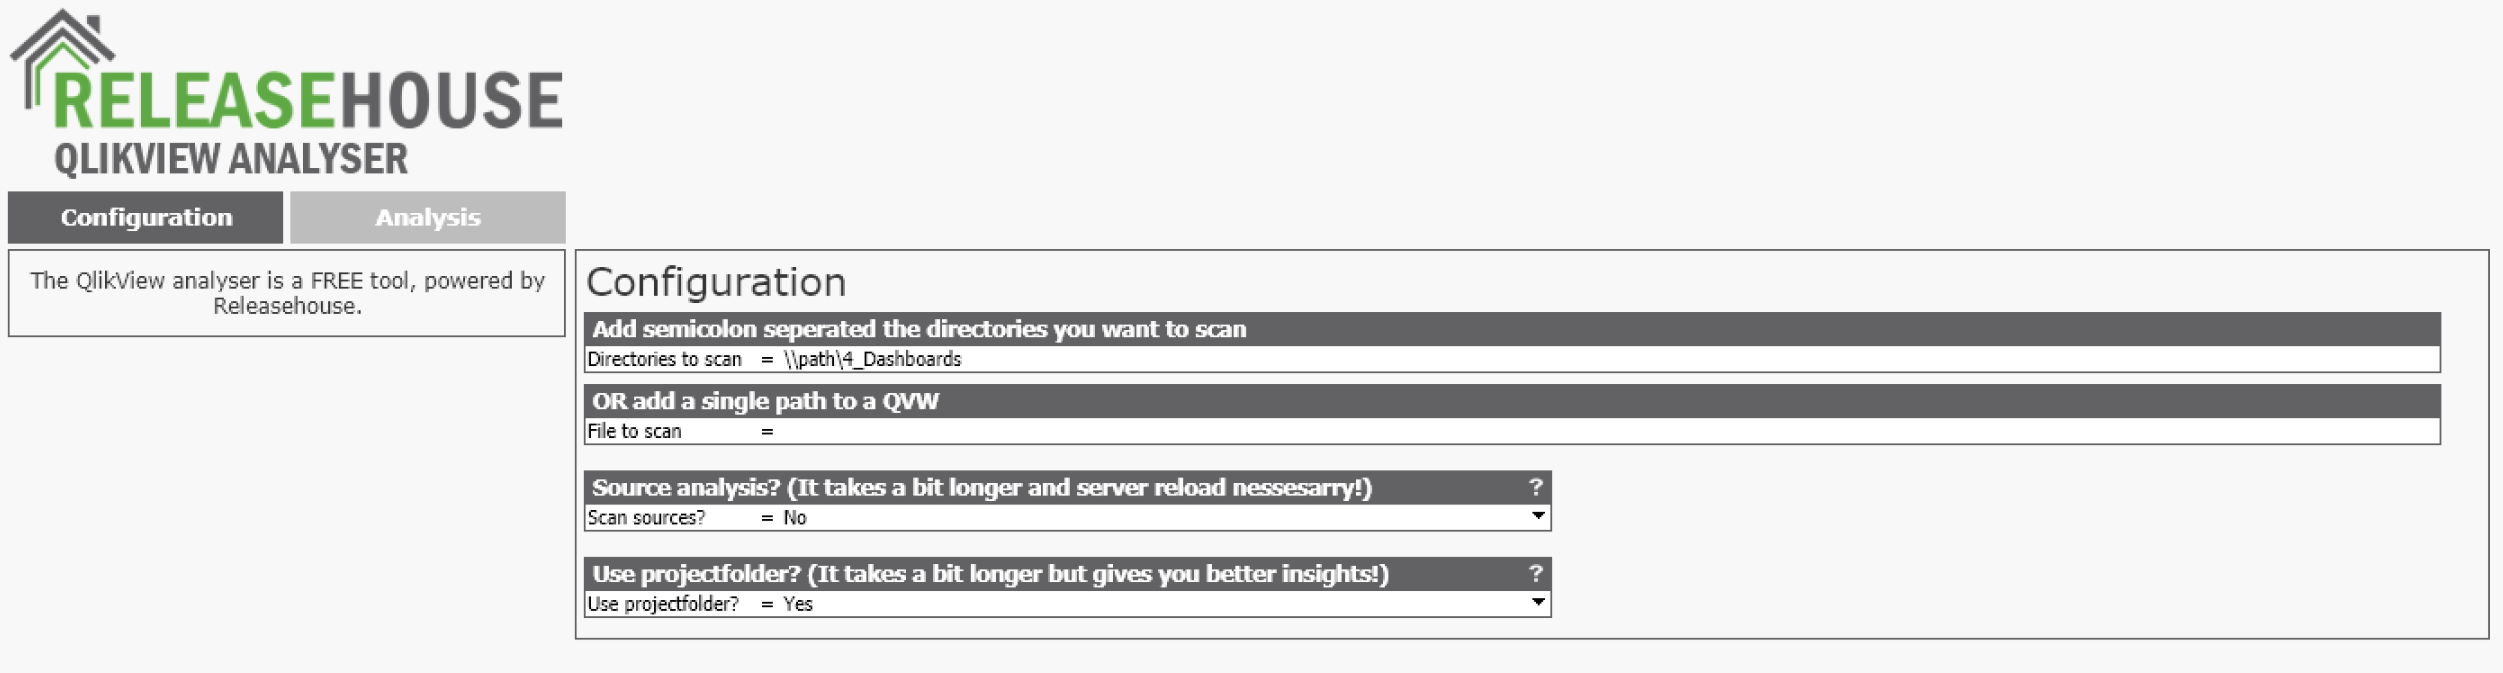 RELEASEHOUSE
QLIKVIEW ANALYSER
Configuration
Analysis
The QlikView analyser is a FREE tool, powered by
Releasehouse.
Configuration
Add semicolon seperated the directories you want to scan
Directories to scan = \\path\4_Dashboards
OR add a single path to a QVW
File to scan =
Source analysis? (It takes a bit longer and server reload nessesarry!) ?
Scan sources? = No
Use projectfolder? (It takes a bit longer but gives you better insights!) ?
Use projectfolder? = Yes